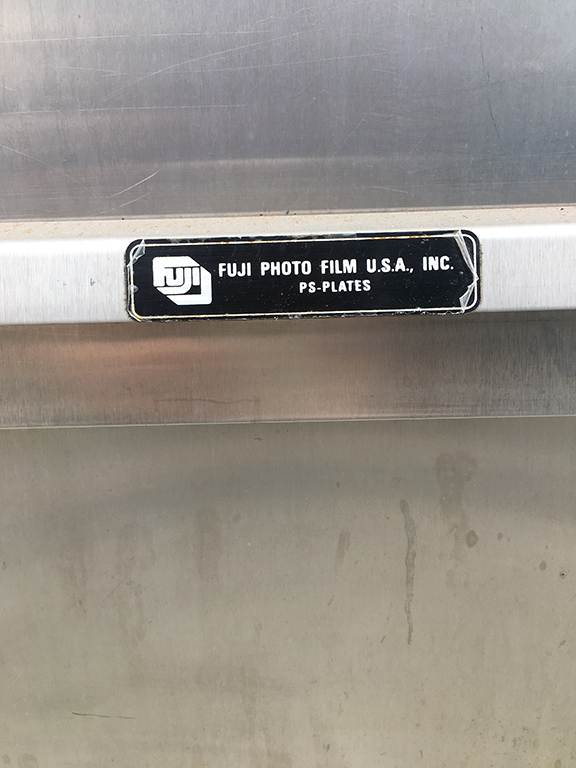 FUJI
FUJI PHOTO FILM U.S.A., INC.
PS-PLATES